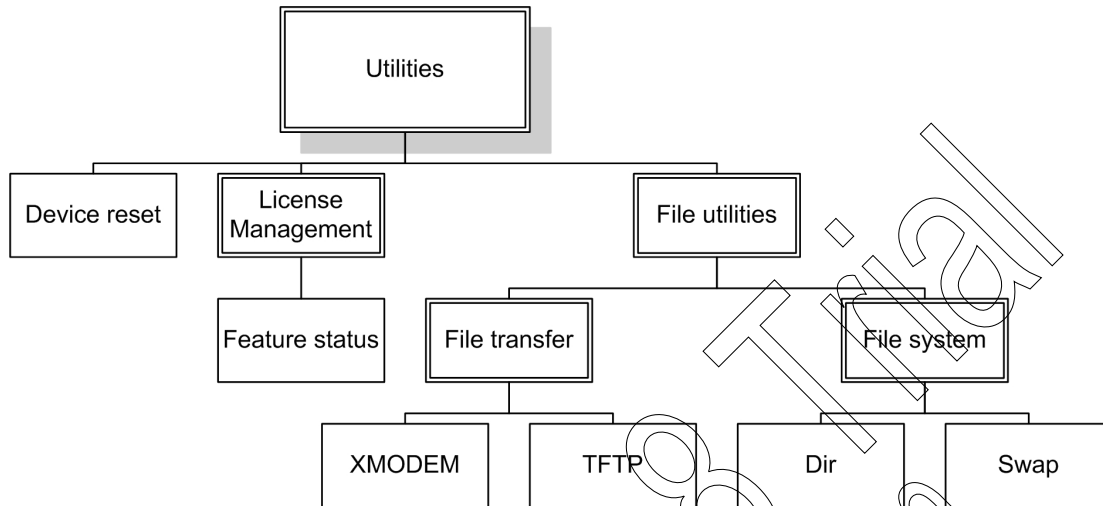 Utilities
Device reset
License
Management
File utilities
Feature status
File transfer
File system
XMODEM
TFTP
Dir
Swap
Trial